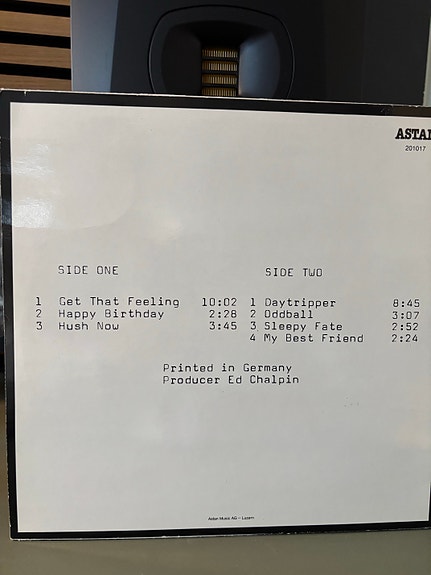 ASTAN
201017
SIDE ONE
1 Get That Feeling 10:02
2 Happy Birthday 2:28
3 Hush Now 3:45
SIDE TWO
1 Daytripper 8:45
2 Oddball 3:07
3 Sleepy Fate 2:52
4 My Best Friend 2:24
Printed in Germany
Producer Ed Chalpin
Astan Musik AG – Luzern